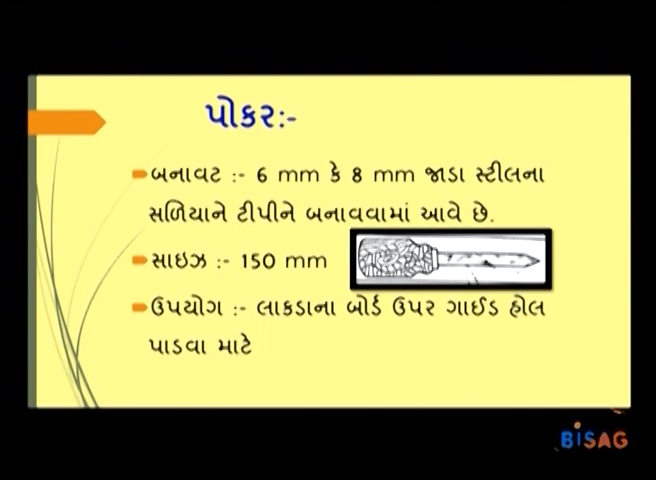 પોકર:-
બનાવટ :- 6 mm કે 8 mm જાડા સ્ટીલના
સળિયાને ટીપીને બનાવવામાં આવે છે.
સાઇઝ :- 150 mm
ઉપયોગ :- લાકડાના બોર્ડ ઉપર ગાઈડ હોલ
પાડવા માટે
BISAG